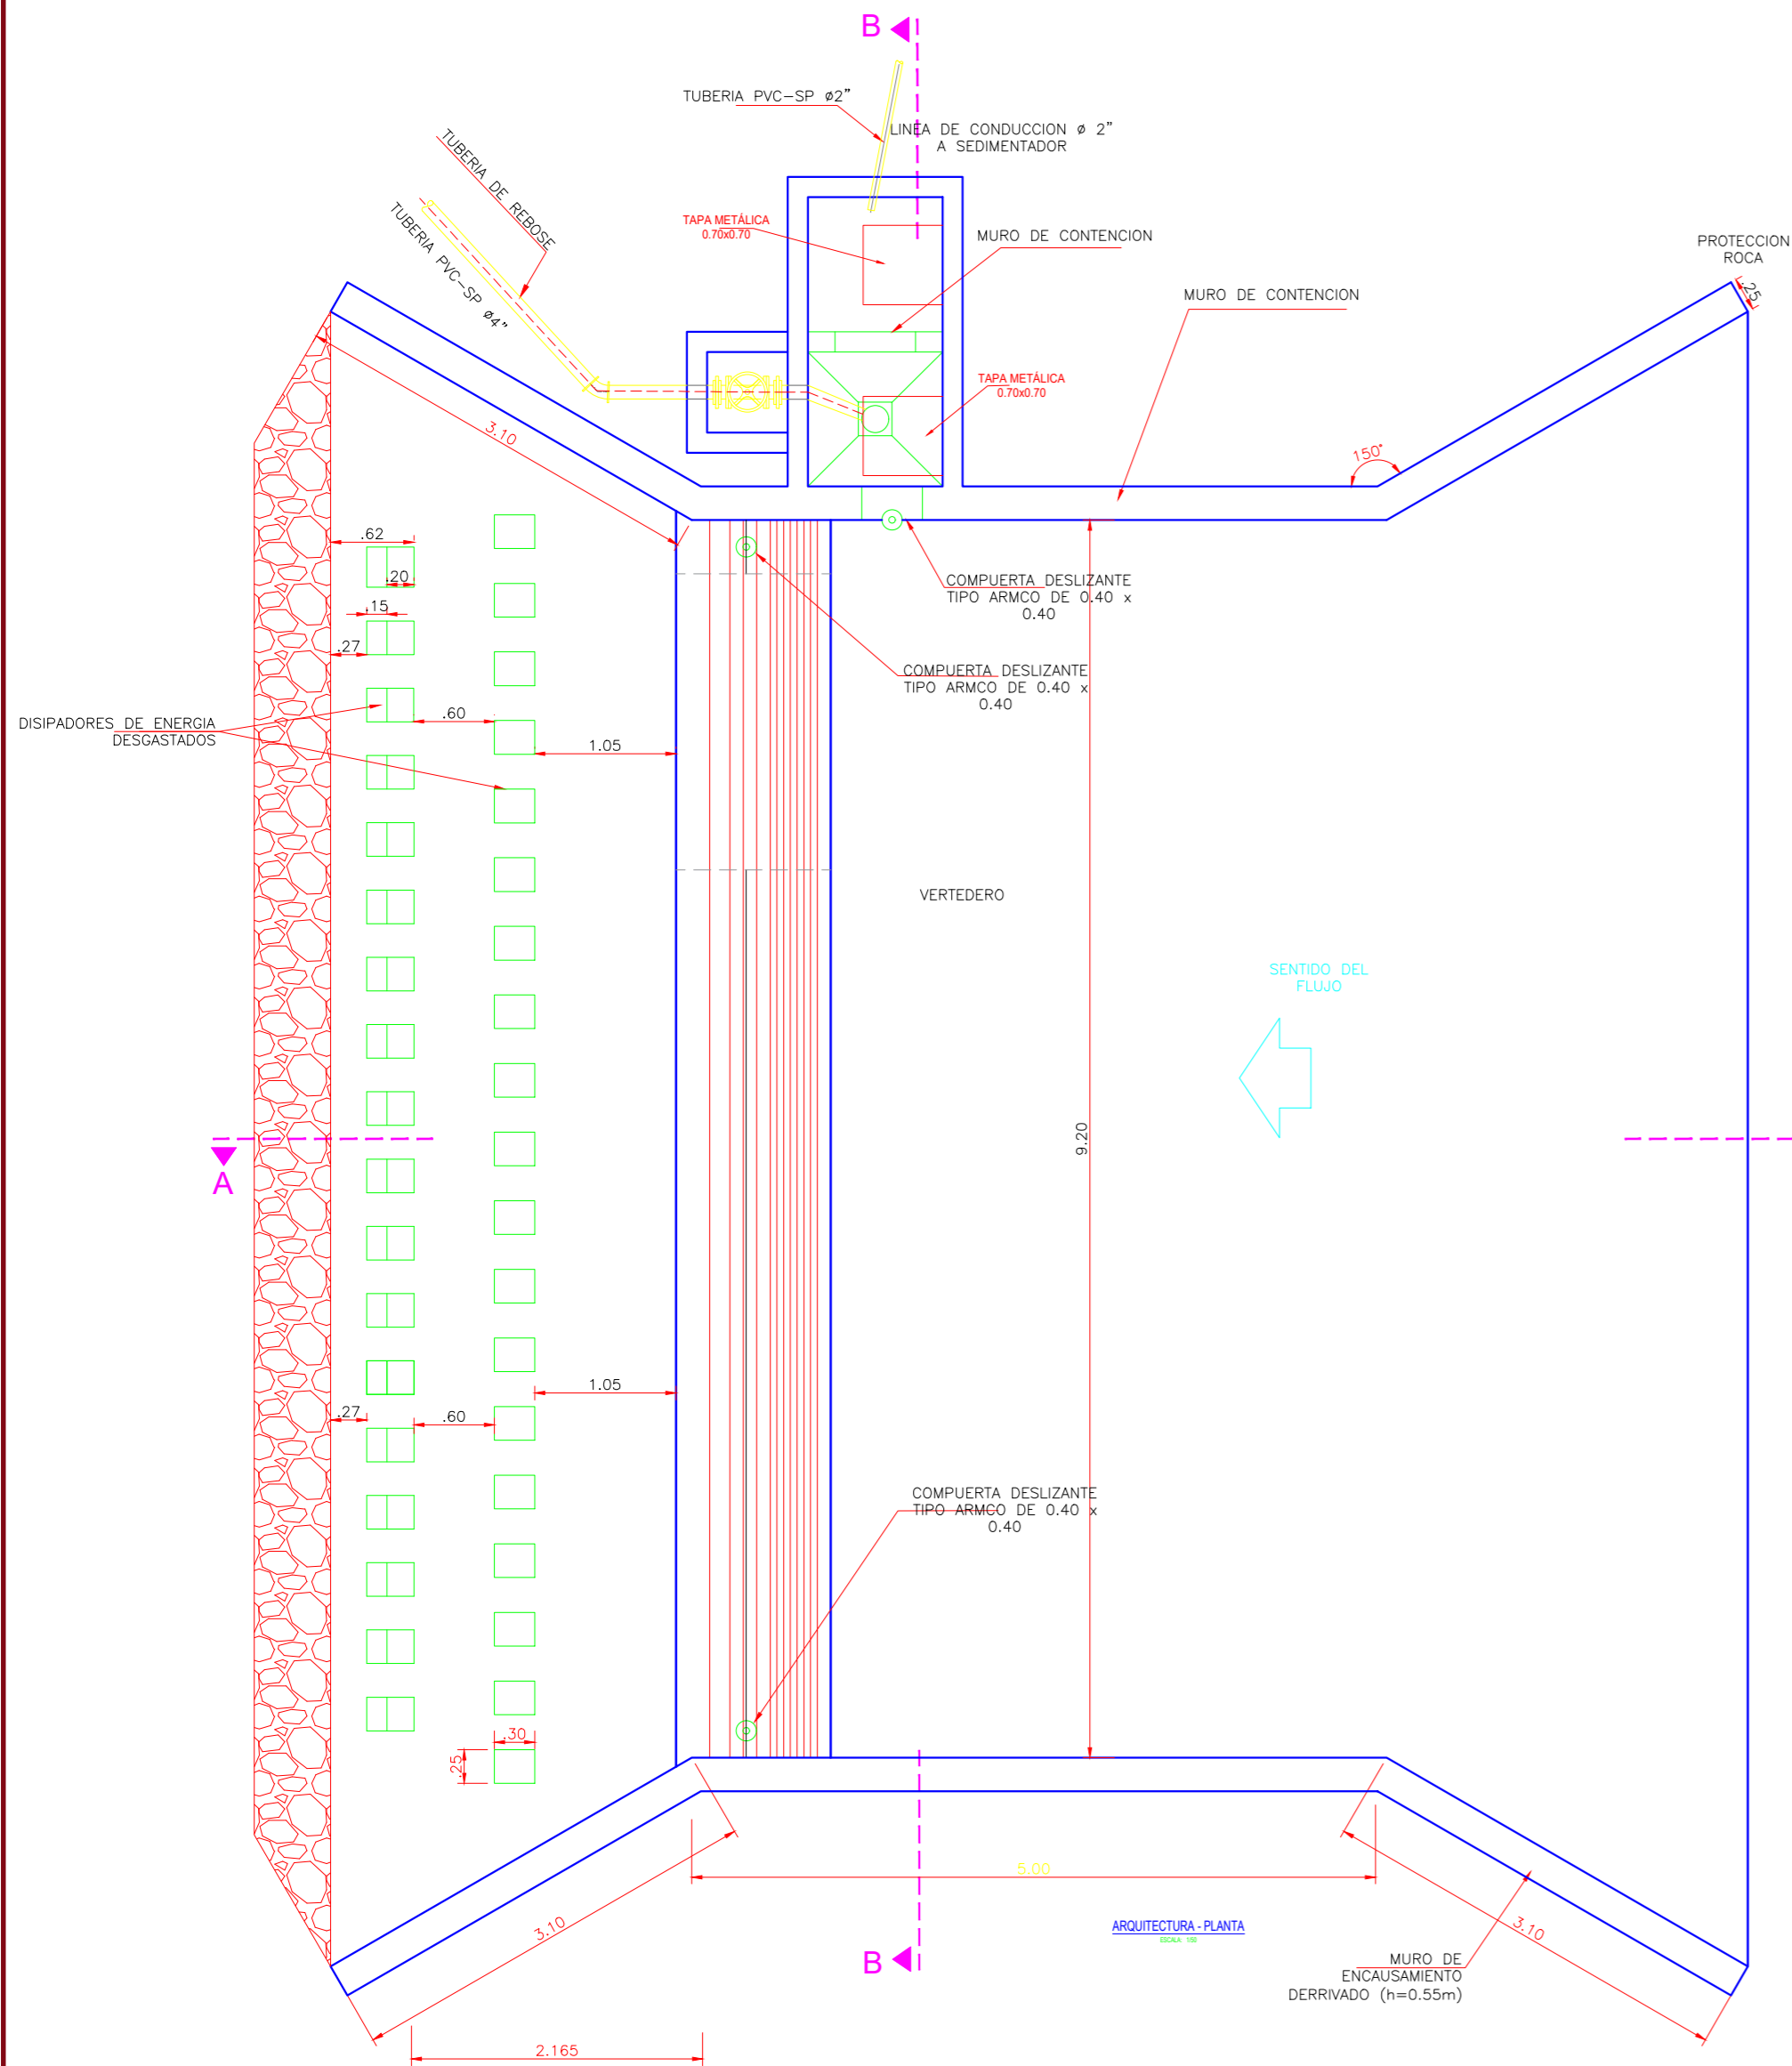 B
TUBERIA PVC-SP ø2"
LINEA DE CONDUCCION ø 2"
A SEDIMENTADOR
TUBERIA DE REBOSE
TUBERIA PVC-SP ø4"
TAPA METÁLICA
0.70x0.70
MURO DE CONTENCION
PROTECCION
ROCA
.25
MURO DE CONTENCION
TAPA METÁLICA
0.70x0.70
3.10
150°
.62
.20
.15
.27
COMPUERTA DESLIZANTE
TIPO ARMCO DE 0.40 x
0.40
COMPUERTA DESLIZANTE
TIPO ARMCO DE 0.40 x
0.40
DISIPADORES DE ENERGIA
DESGASTADOS
.60
1.05
VERTEDERO
SENTIDO DEL
FLUJO
9.20
A
1.05
.27
.60
COMPUERTA DESLIZANTE
TIPO ARMCO DE 0.40 x
0.40
.30
.25
5.00
3.10
3.10
ARQUITECTURA - PLANTA
ESCALA: 1:50
B
MURO DE
ENCAUSAMIENTO
DERRIVADO (h=0.55m)
2.165